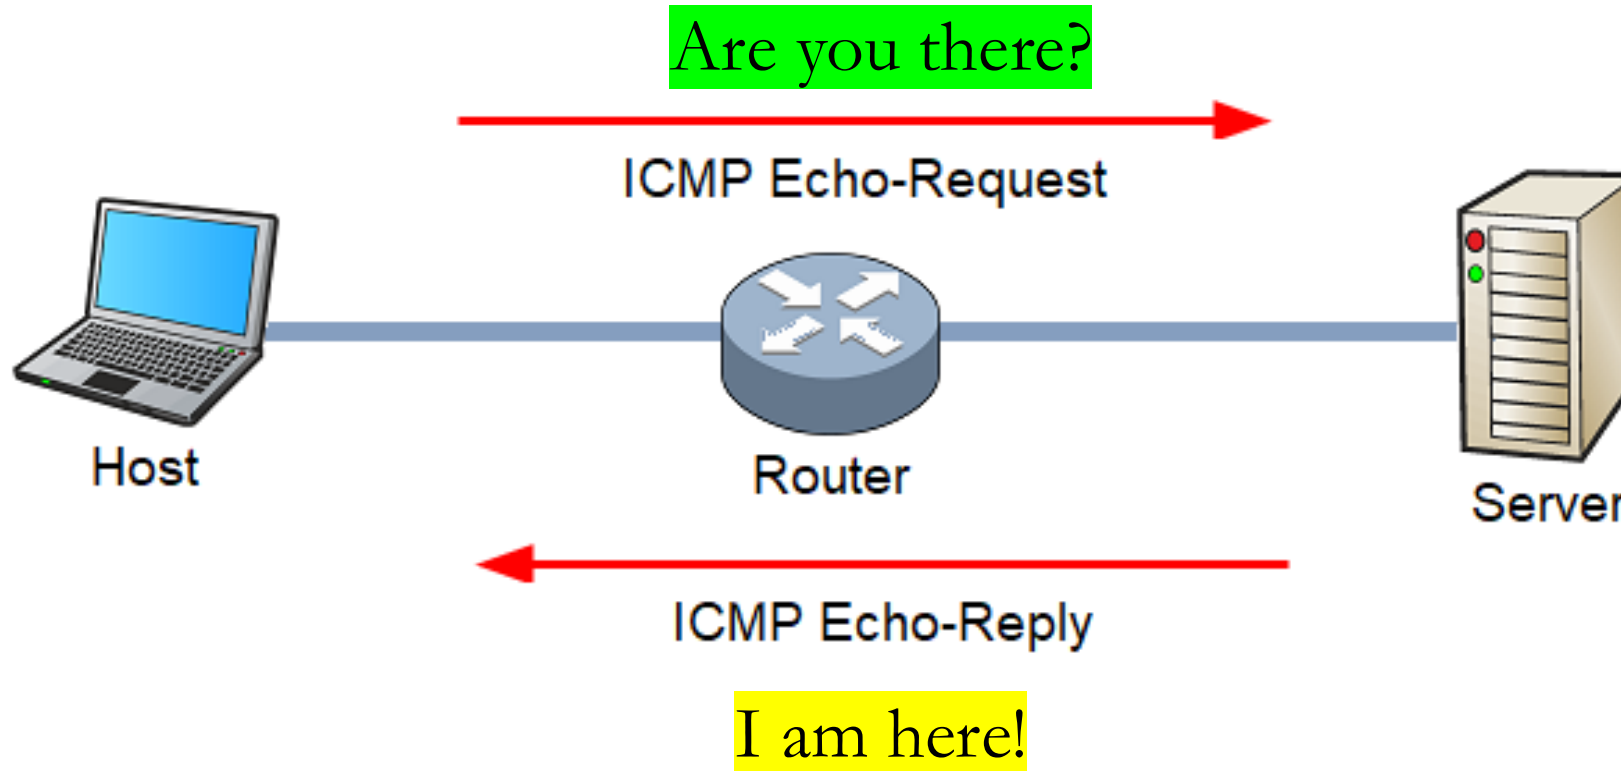 Are you there?
ICMP Echo-Request
Host
Router
Server
ICMP Echo-Reply
I am here!